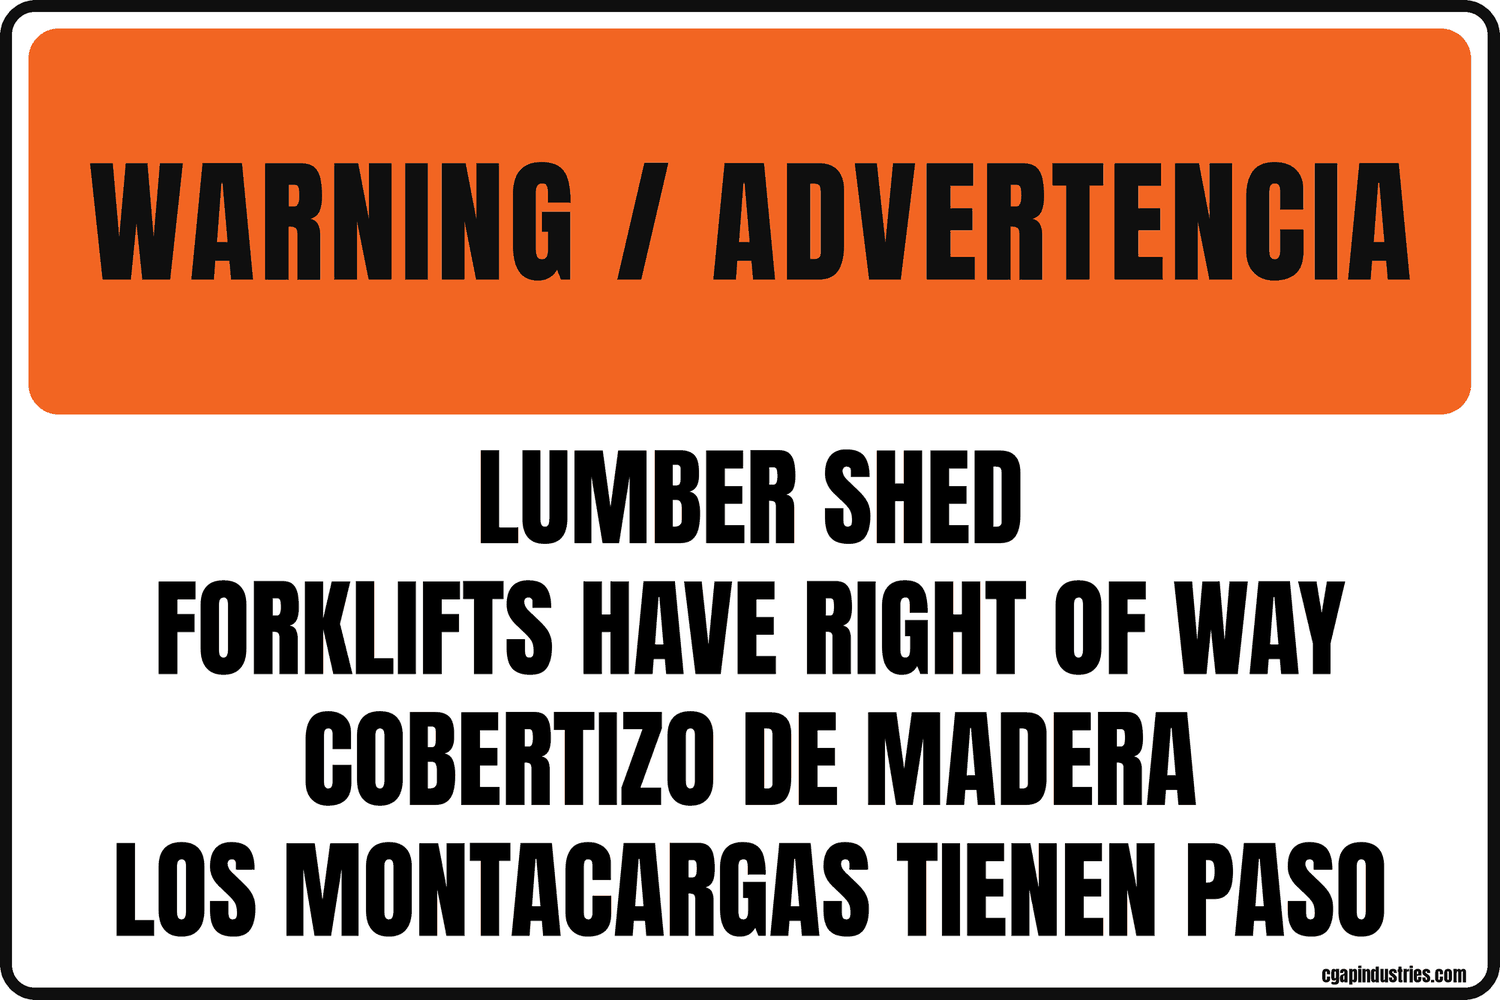 WARNING / ADVERTENCIA
LUMBER SHED
FORKLIFTS HAVE RIGHT OF WAY
COBERTIZO DE MADERA
LOS MONTACARGAS TIENEN PASO
cgapindustries.com